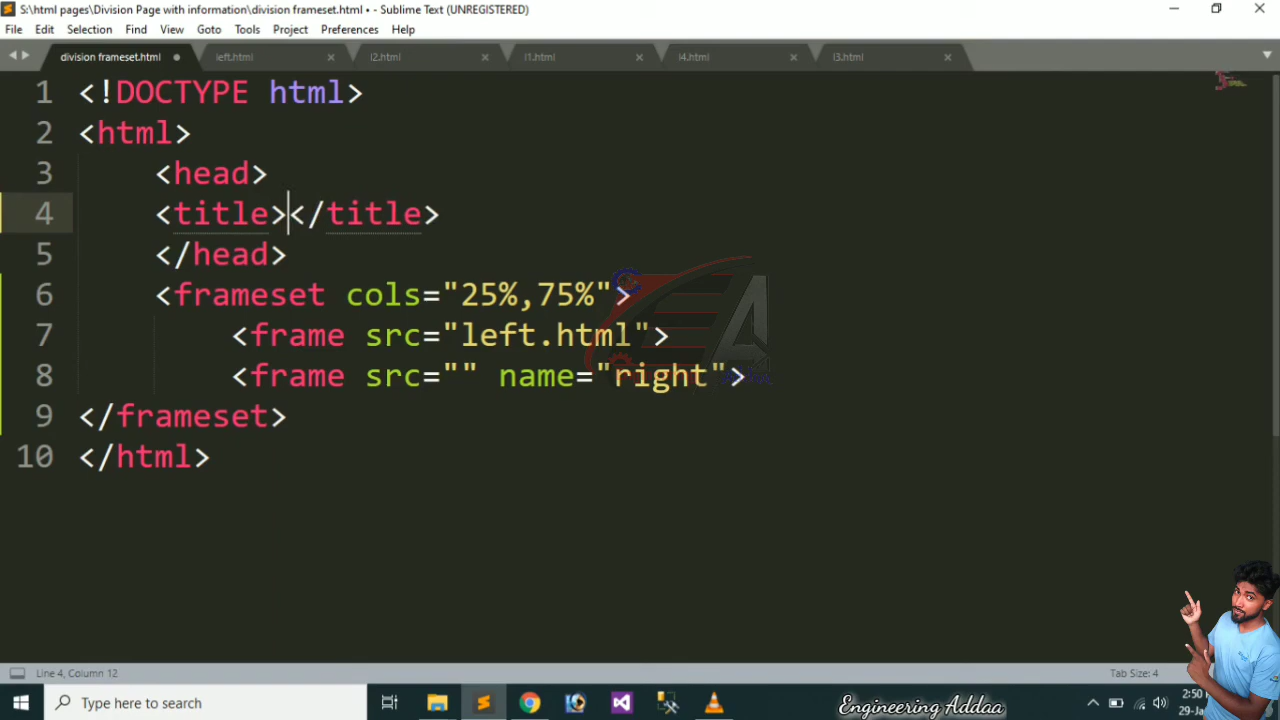 S:\html pages\Division Page with information\division frameset.html • - Sublime Text (UNREGISTERED)
File Edit Selection Find View Goto Tools Project Preferences Help
division frameset.html left.html l2.html l1.html l4.html l3.html
1 <!DOCTYPE html>
2 <html>
3 <head>
4 <title></title>
5 </head>
6 <frameset cols="25%,75%">
7 <frame src="left.html">
8 <frame src="" name="right">
9 </frameset>
10 </html>
Line 4, Column 12 Tab Size: 4
Type here to search
Engineering Addaa
2:50
29-Ja